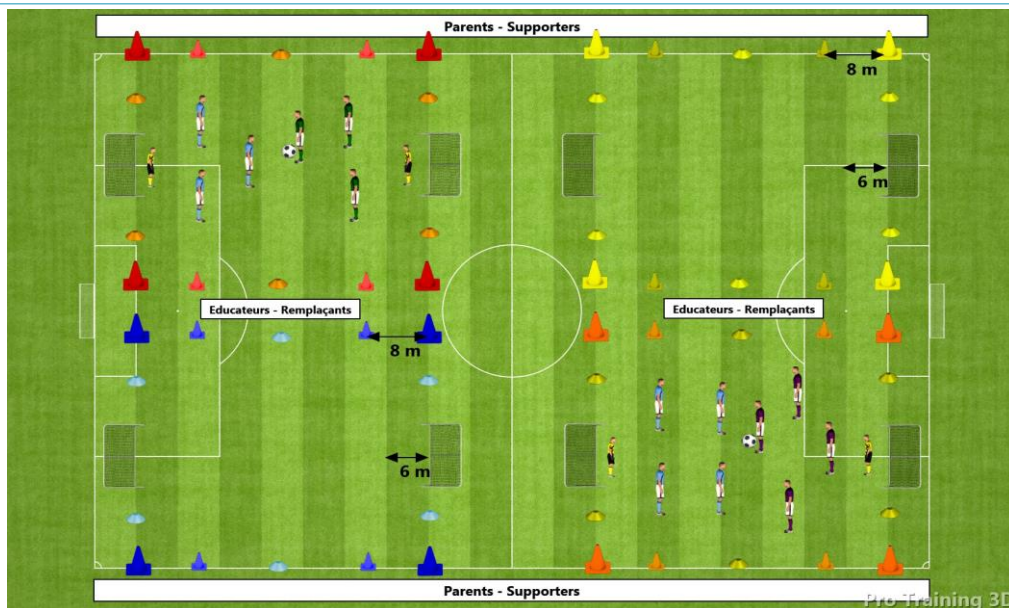 Parents - Supporters
8 m
6 m
Educateurs - Remplaçants
Educateurs - Remplaçants
8 m
6 m
Parents - Supporters
Pro Training 3D